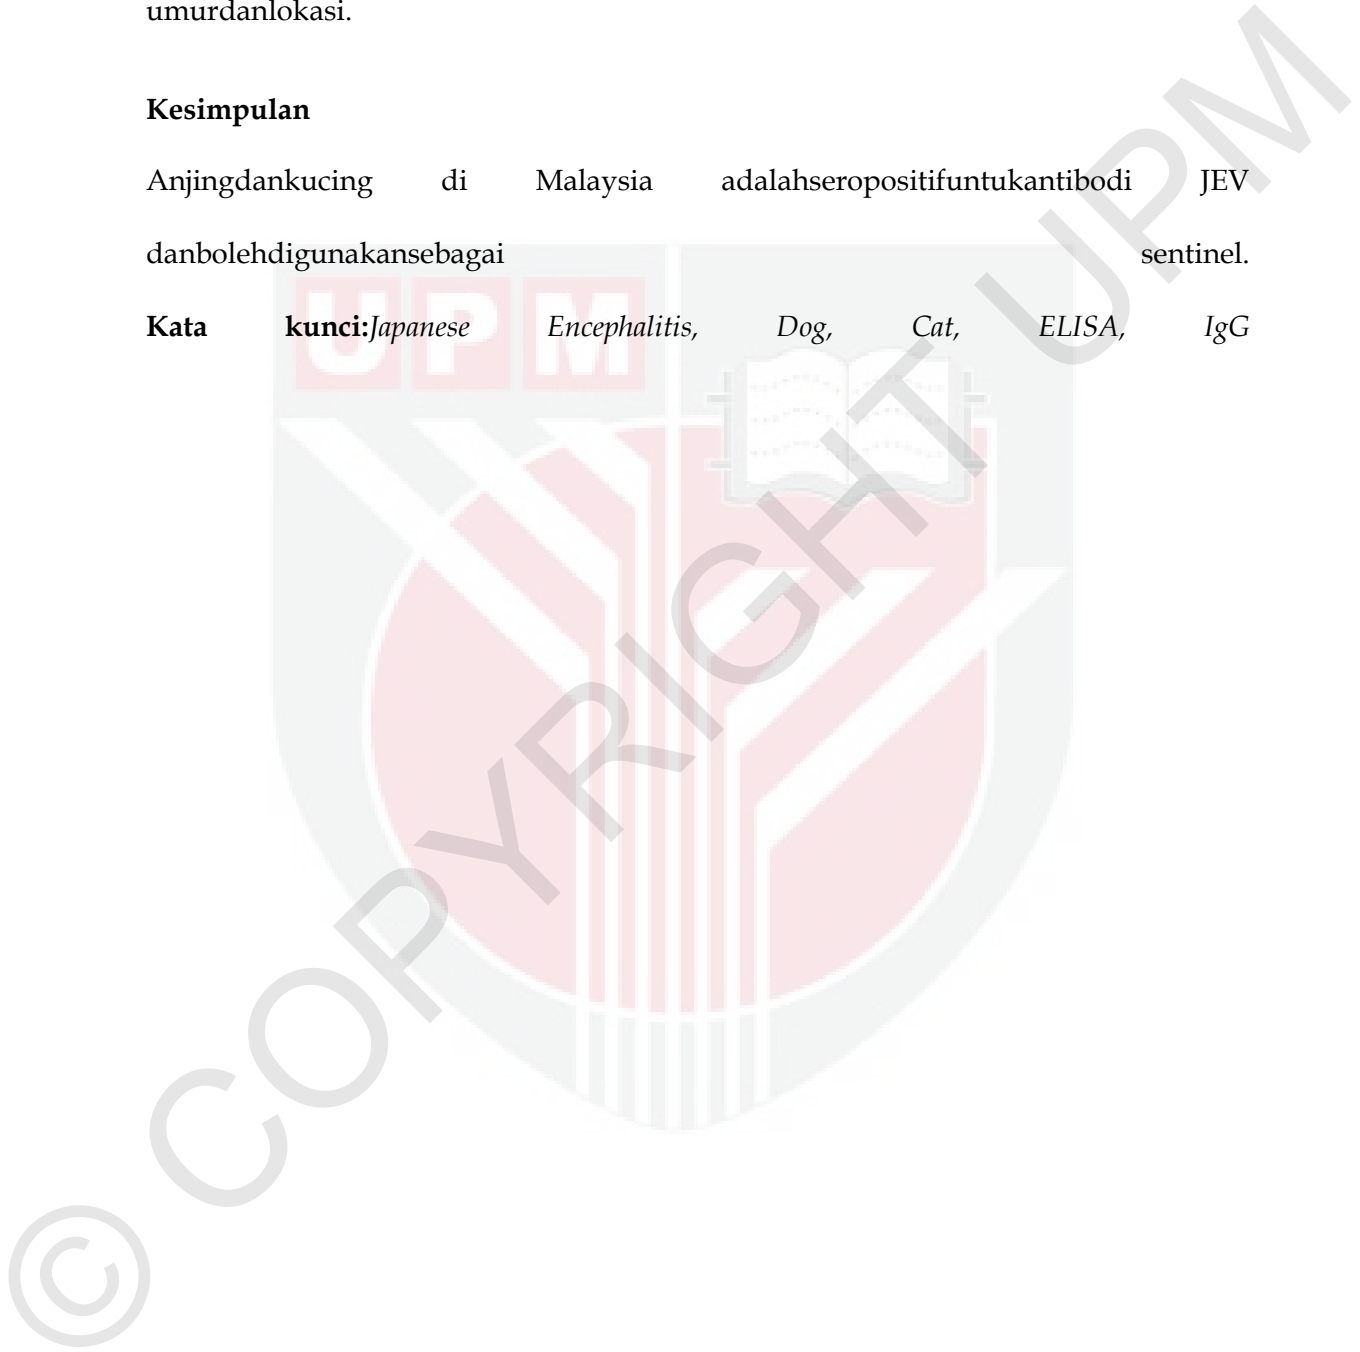 umurdanlokasi.
Kesimpulan
Anjingdankucing di Malaysia adalahseropositifuntukantibodi JEV
danbolehdigunakansebagai sentinel.
Kata kunci:Japanese Encephalitis, Dog, Cat, ELISA, IgG
UPM
© COPYRIGHT UPM